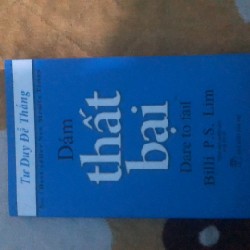 Tư Duy Để Thắng
Dám
thất
bại
Dare to fail
Billi P.S. Lim